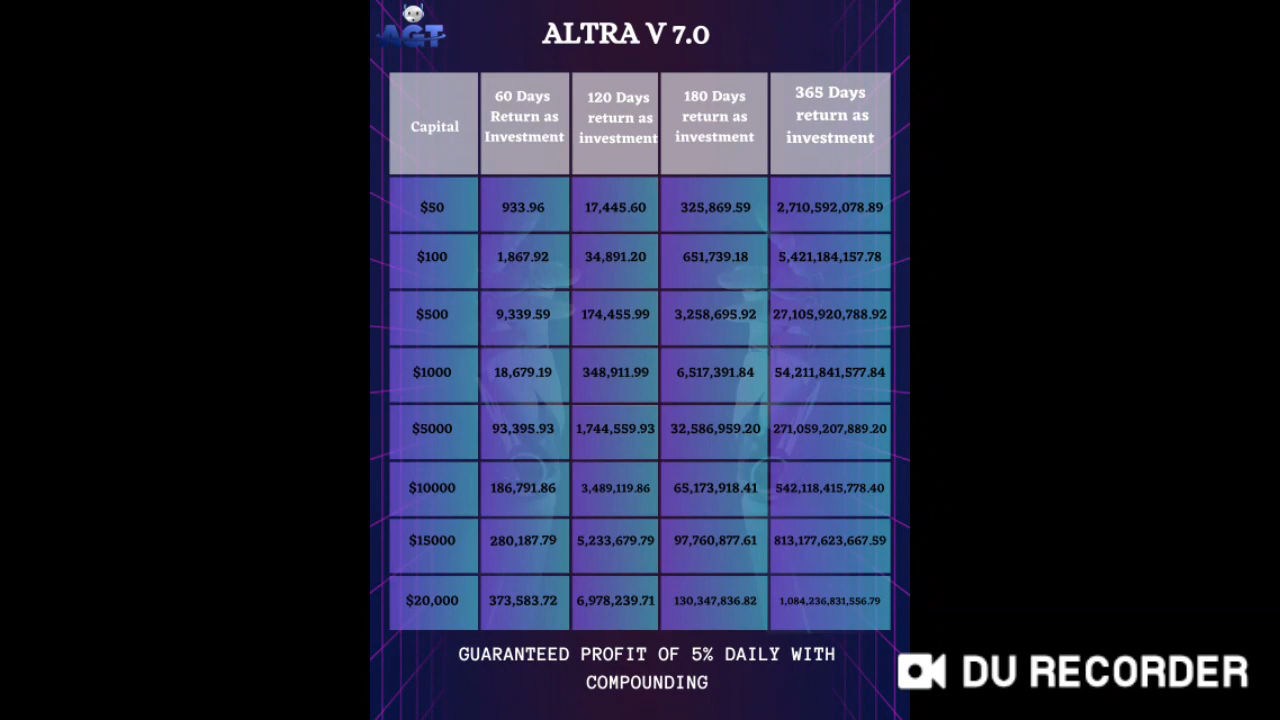 AGT
ALTRA V 7.0
Capital
60 Days
Return as
Investment
120 Days
return as
investment
180 Days
return as
investment
365 Days
return as
investment
$50 933.96 17,445.60 325,869.59 2,710,592,078.89
$100 1,867.92 34,891.20 651,739.18 5,421,184,157.78
$500 9,339.59 174,455.99 3,258,695.92 27,105,920,788.92
$1000 18,679.19 348,911.99 6,517,391.84 54,211,841,577.84
$5000 93,395.93 1,744,559.93 32,586,959.20 271,059,207,889.20
$10000 186,791.86 3,489,119.86 65,173,918.41 542,118,415,778.40
$15000 280,187.79 5,233,679.79 97,760,877.61 813,177,623,667.59
$20,000 373,583.72 6,978,239.71 130,347,836.82 1,084,236,831,556.79
GUARANTEED PROFIT OF 5% DAILY WITH
COMPOUNDING
DU RECORDER